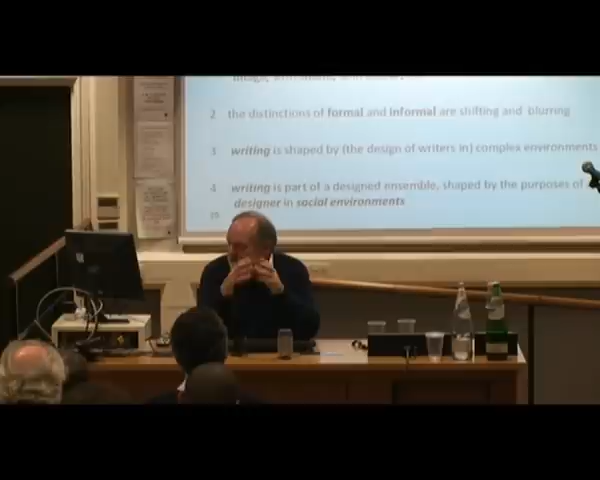 2 the distinctions of formal and informal are shifting and blurring
3 writing is shaped by (the design of writers in) complex environments
4 writing is part of a designed ensemble, shaped by the purposes of
designer in social environments